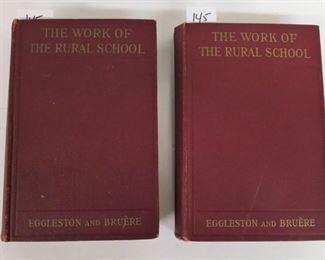 145
THE WORK OF
THE RURAL SCHOOL
EGGLESTON AND BRUÈRE
145
THE WORK OF
THE RURAL SCHOOL
EGGLESTON AND BRUÈRE